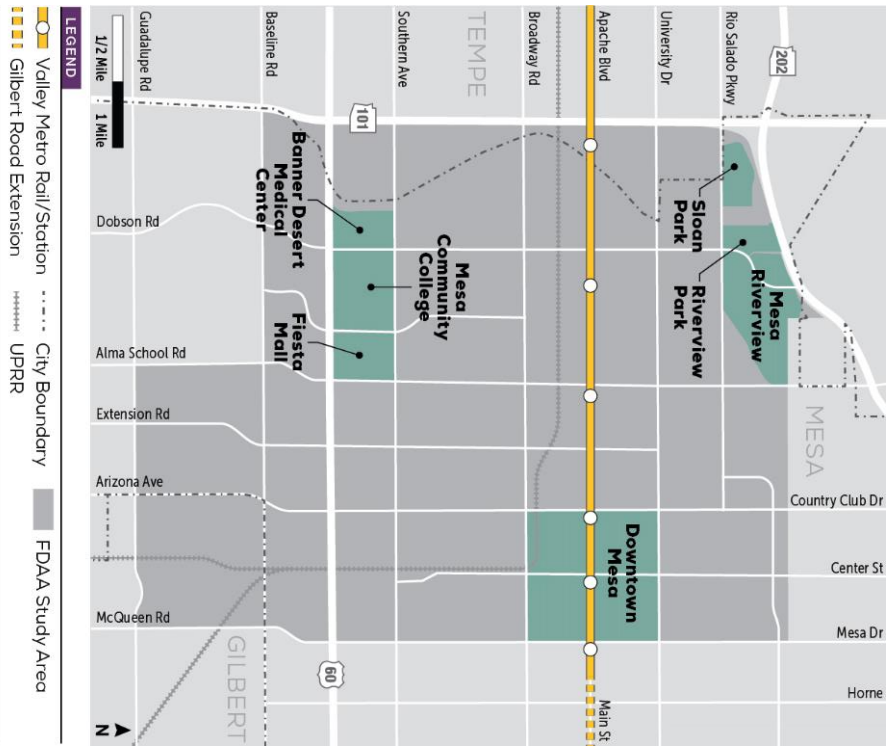 Country Club Dr
Center St
Mesa Dr
Horne
202
MESA
Mesa
Riverview
Rio Salado Pkwy
Sloan
Park
Riverview
Park
University Dr
Downtown
Mesa
Apache Blvd
Main St
Broadway Rd
TEMPE
Mesa
Community
College
Southern Ave
101
Banner Desert
Medical
Center
Fiesta
Mall
60
Baseline Rd
GILBERT
Guadalupe Rd
Dobson Rd
Alma School Rd
Extension Rd
Arizona Ave
McQueen Rd
1/2 Mile
1 Mile
N
LEGEND
Valley Metro Rail/Station
City Boundary
FDAA Study Area
Gilbert Road Extension
UPRR